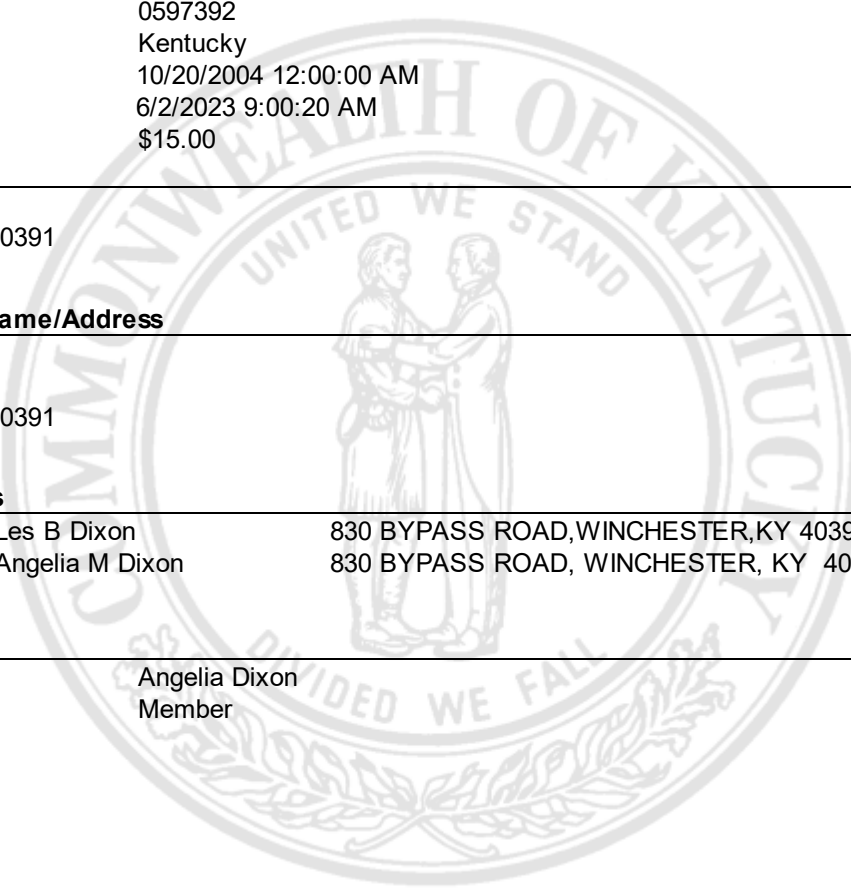 0597392
Kentucky
10/20/2004 12:00:00 AM
6/2/2023 9:00:20 AM
$15.00
0391
ame/Address
0391
s
Les B Dixon 830 BYPASS ROAD,WINCHESTER,KY 4039
Angelia M Dixon 830 BYPASS ROAD, WINCHESTER, KY 40
Angelia Dixon
Member
COMMONWEALTH OF KENTUCKY
UNITED WE STAND
DIVIDED WE FALL